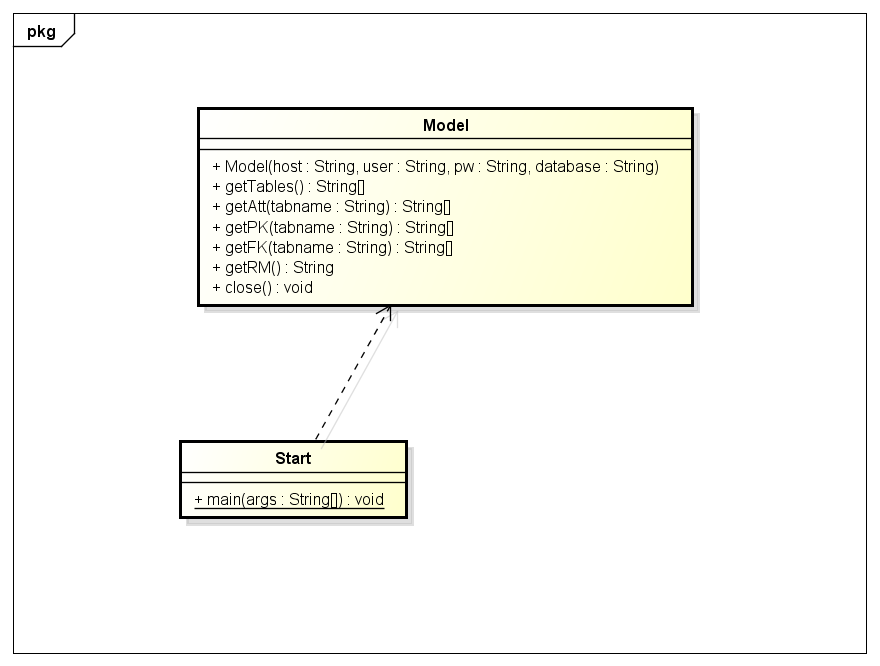 pkg
Model
+ Model(host : String, user : String, pw : String, database : String)
+ getTables() : String[]
+ getAtt(tabname : String) : String[]
+ getPK(tabname : String) : String[]
+ getFK(tabname : String) : String[]
+ getRM() : String
+ close() : void
Start
+ main(args : String[]) : void